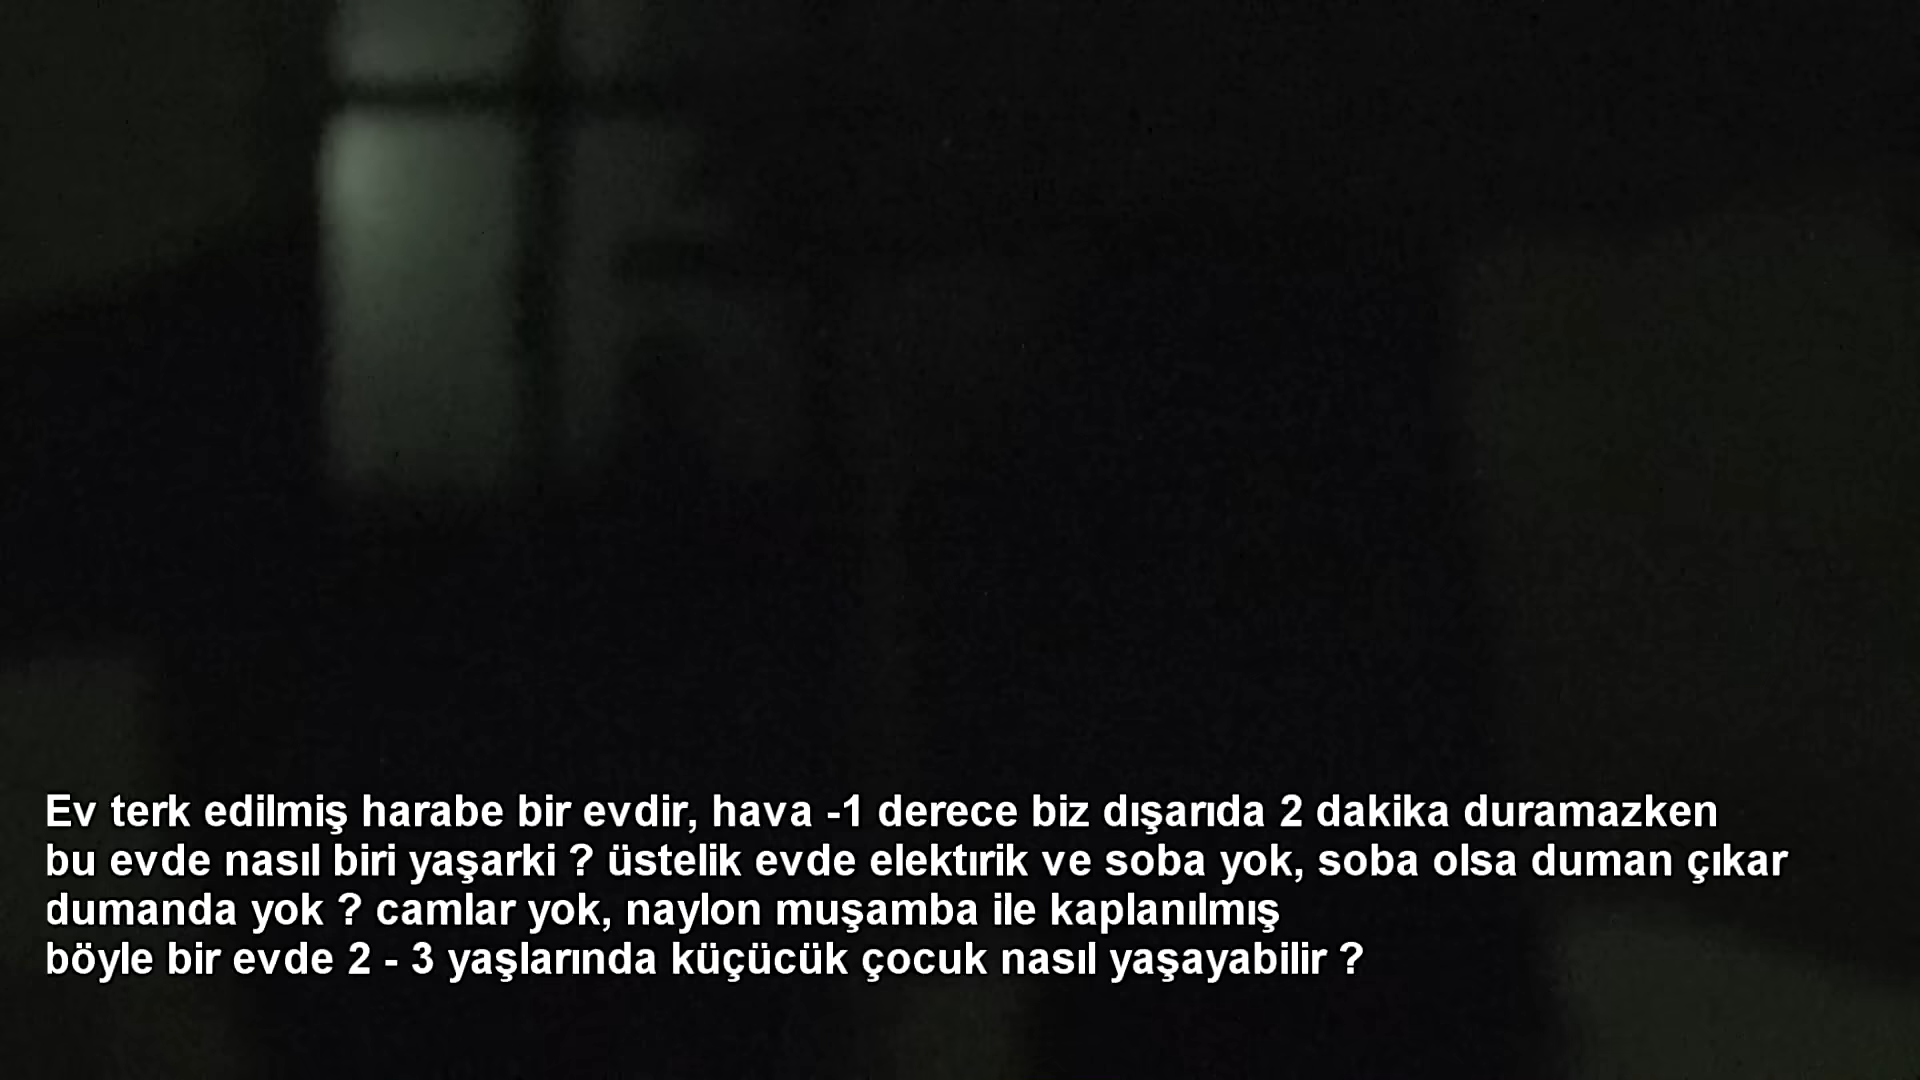 Ev terk edilmiş harabe bir evdir, hava -1 derece biz dışarıda 2 dakika duramazken
bu evde nasıl biri yaşarki ? üstelik evde elektırik ve soba yok, soba olsa duman çıkar
dumanda yok ? camlar yok, naylon muşamba ile kaplanılmış
böyle bir evde 2 - 3 yaşlarında küçücük çocuk nasıl yaşayabilir ?